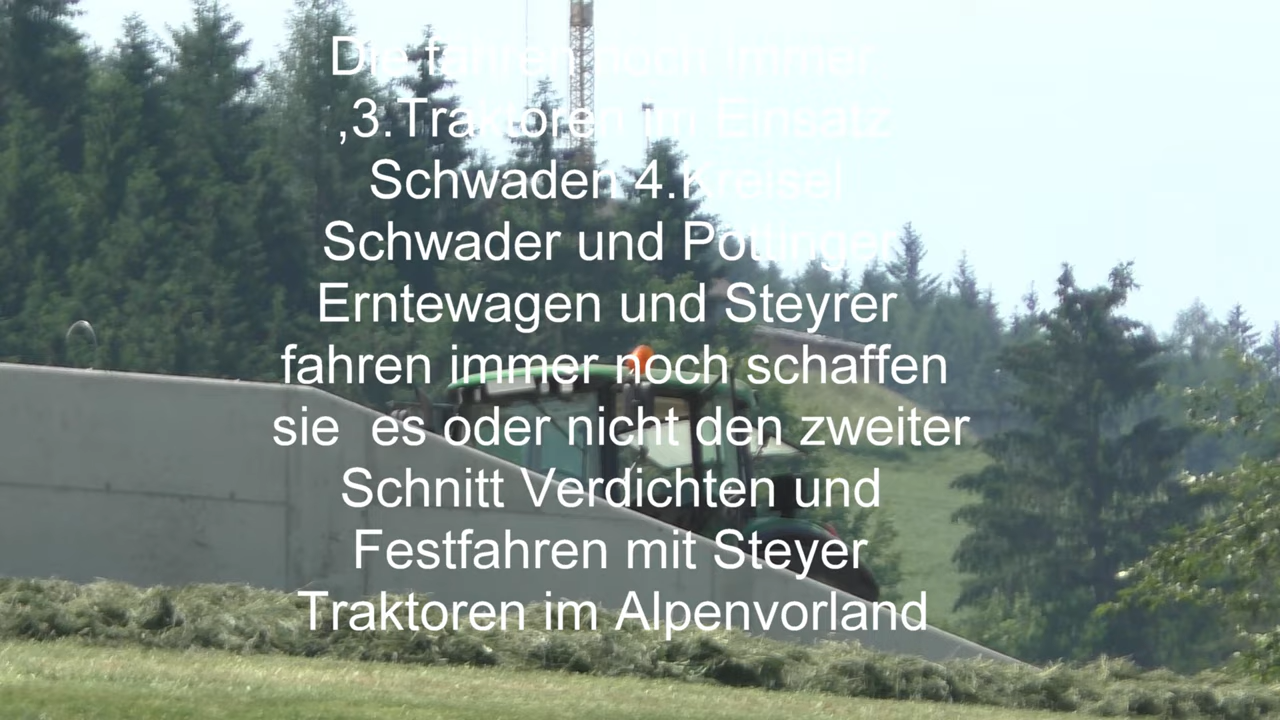 Die fahren noch immer
,3.Traktoren im Einsatz
Schwaden 4.Kreisel
Schwader und Pöttinger
Erntewagen und Steyrer
fahren immer noch schaffen
sie  es oder nicht den zweiter
Schnitt Verdichten und
Festfahren mit Steyer
Traktoren im Alpenvorland